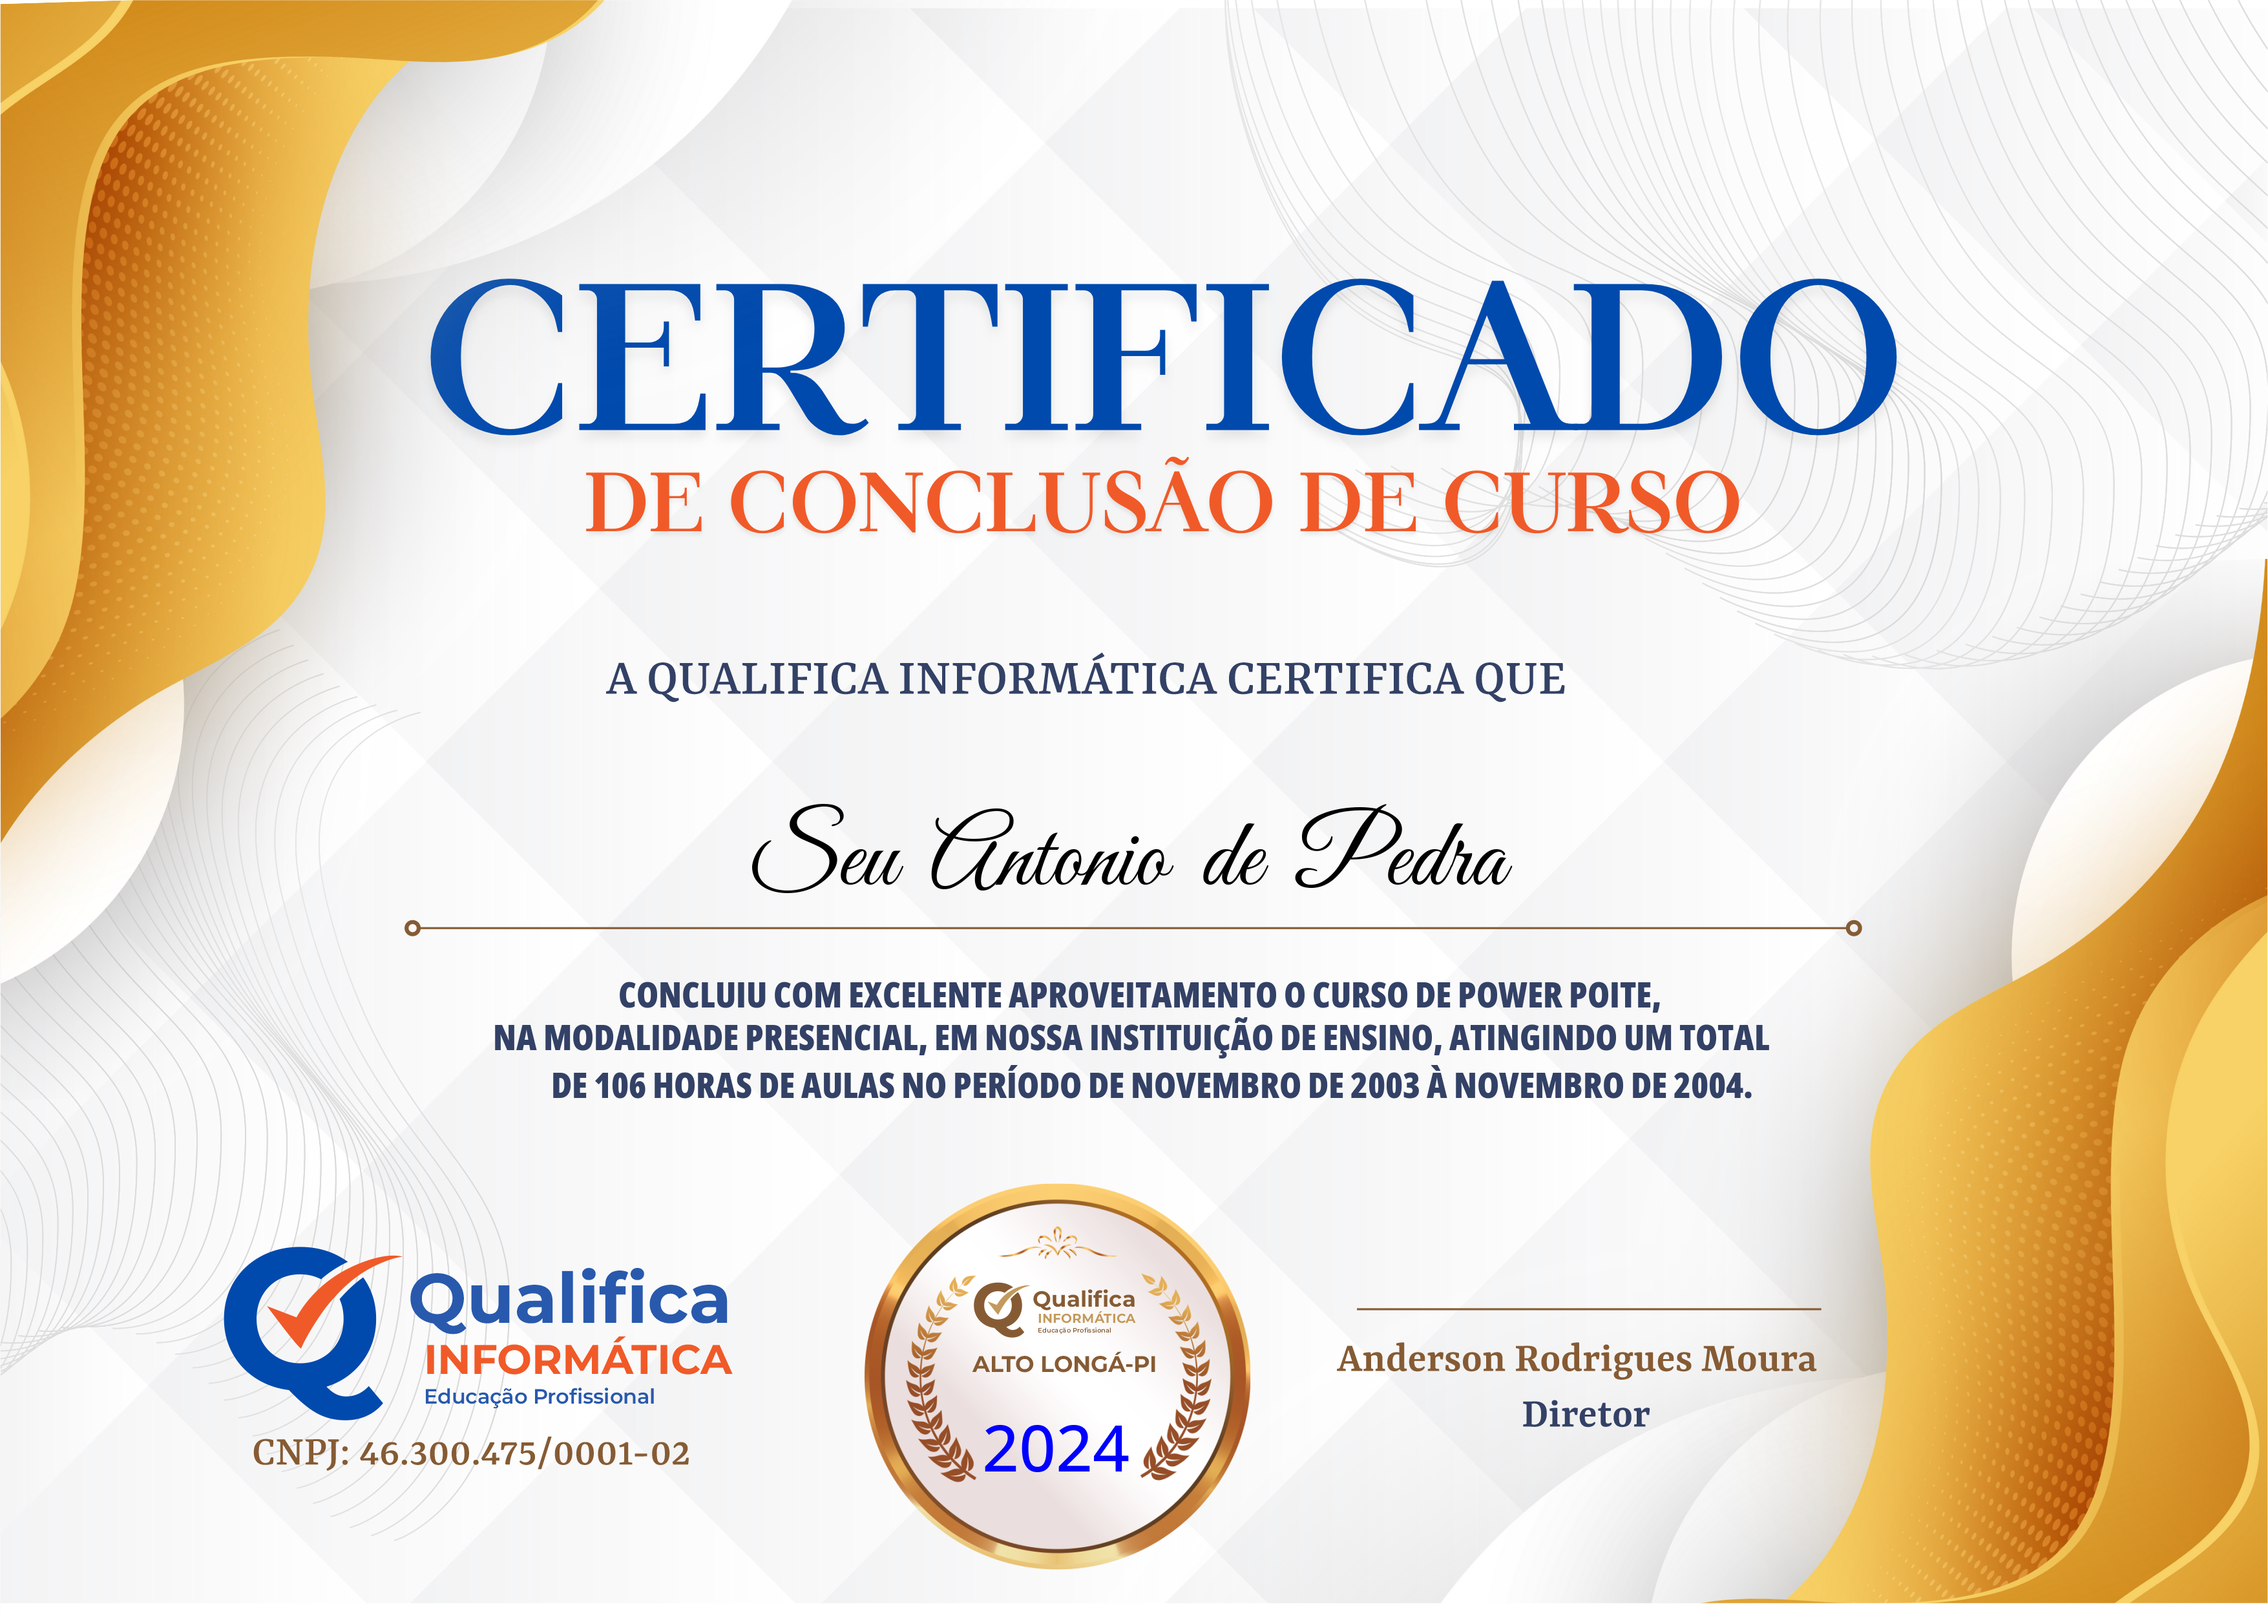 CERTIFICADO
DE CONCLUSÃO DE CURSO
A QUALIFICA INFORMÁTICA CERTIFICA QUE
Seu Antonio de Pedra
CONCLUIU COM EXCELENTE APROVEITAMENTO O CURSO DE POWER POITE,
NA MODALIDADE PRESENCIAL, EM NOSSA INSTITUIÇÃO DE ENSINO, ATINGINDO UM TOTAL
DE 106 HORAS DE AULAS NO PERÍODO DE NOVEMBRO DE 2003 À NOVEMBRO DE 2004.
Qualifica
INFORMÁTICA
Educação Profissional
CNPJ: 46.300.475/0001-02
Qualifica
INFORMÁTICA
Educação Profissional
ALTO LONGÁ-PI
2024
Anderson Rodrigues Moura
Diretor